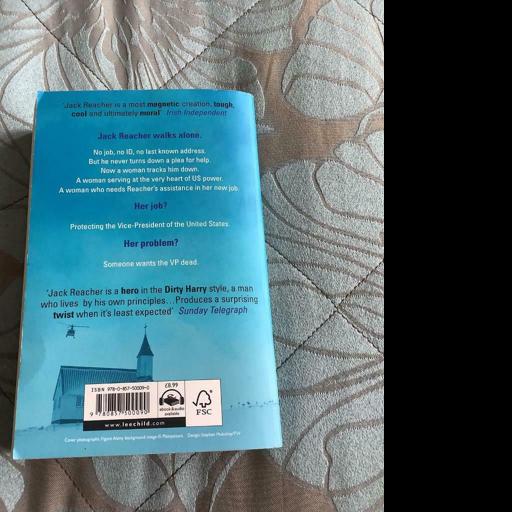 'Jack Reacher is a most magnetic creation, tough,
cool and ultimately moral' Irish Independent
Jack Reacher walks alone.
No job, no ID, no last known address.
But he never turns down a plea for help.
Now a woman tracks him down.
A woman serving at the very heart of US power.
A woman who needs Reacher's assistance in her new job.
Her job?
Protecting the Vice-President of the United States.
Her problem?
Someone wants the VP dead.
'Jack Reacher is a hero in the Dirty Harry style, a man
who lives by his own principles...Produces a surprising
twist when it's least expected' Sunday Telegraph
ISBN 978-0-857-50009-0
£8.99
9 780857 500090
ebook & audio
available
FSC
www.leechild.com
Cover photographs: Figure Alamy background image ©